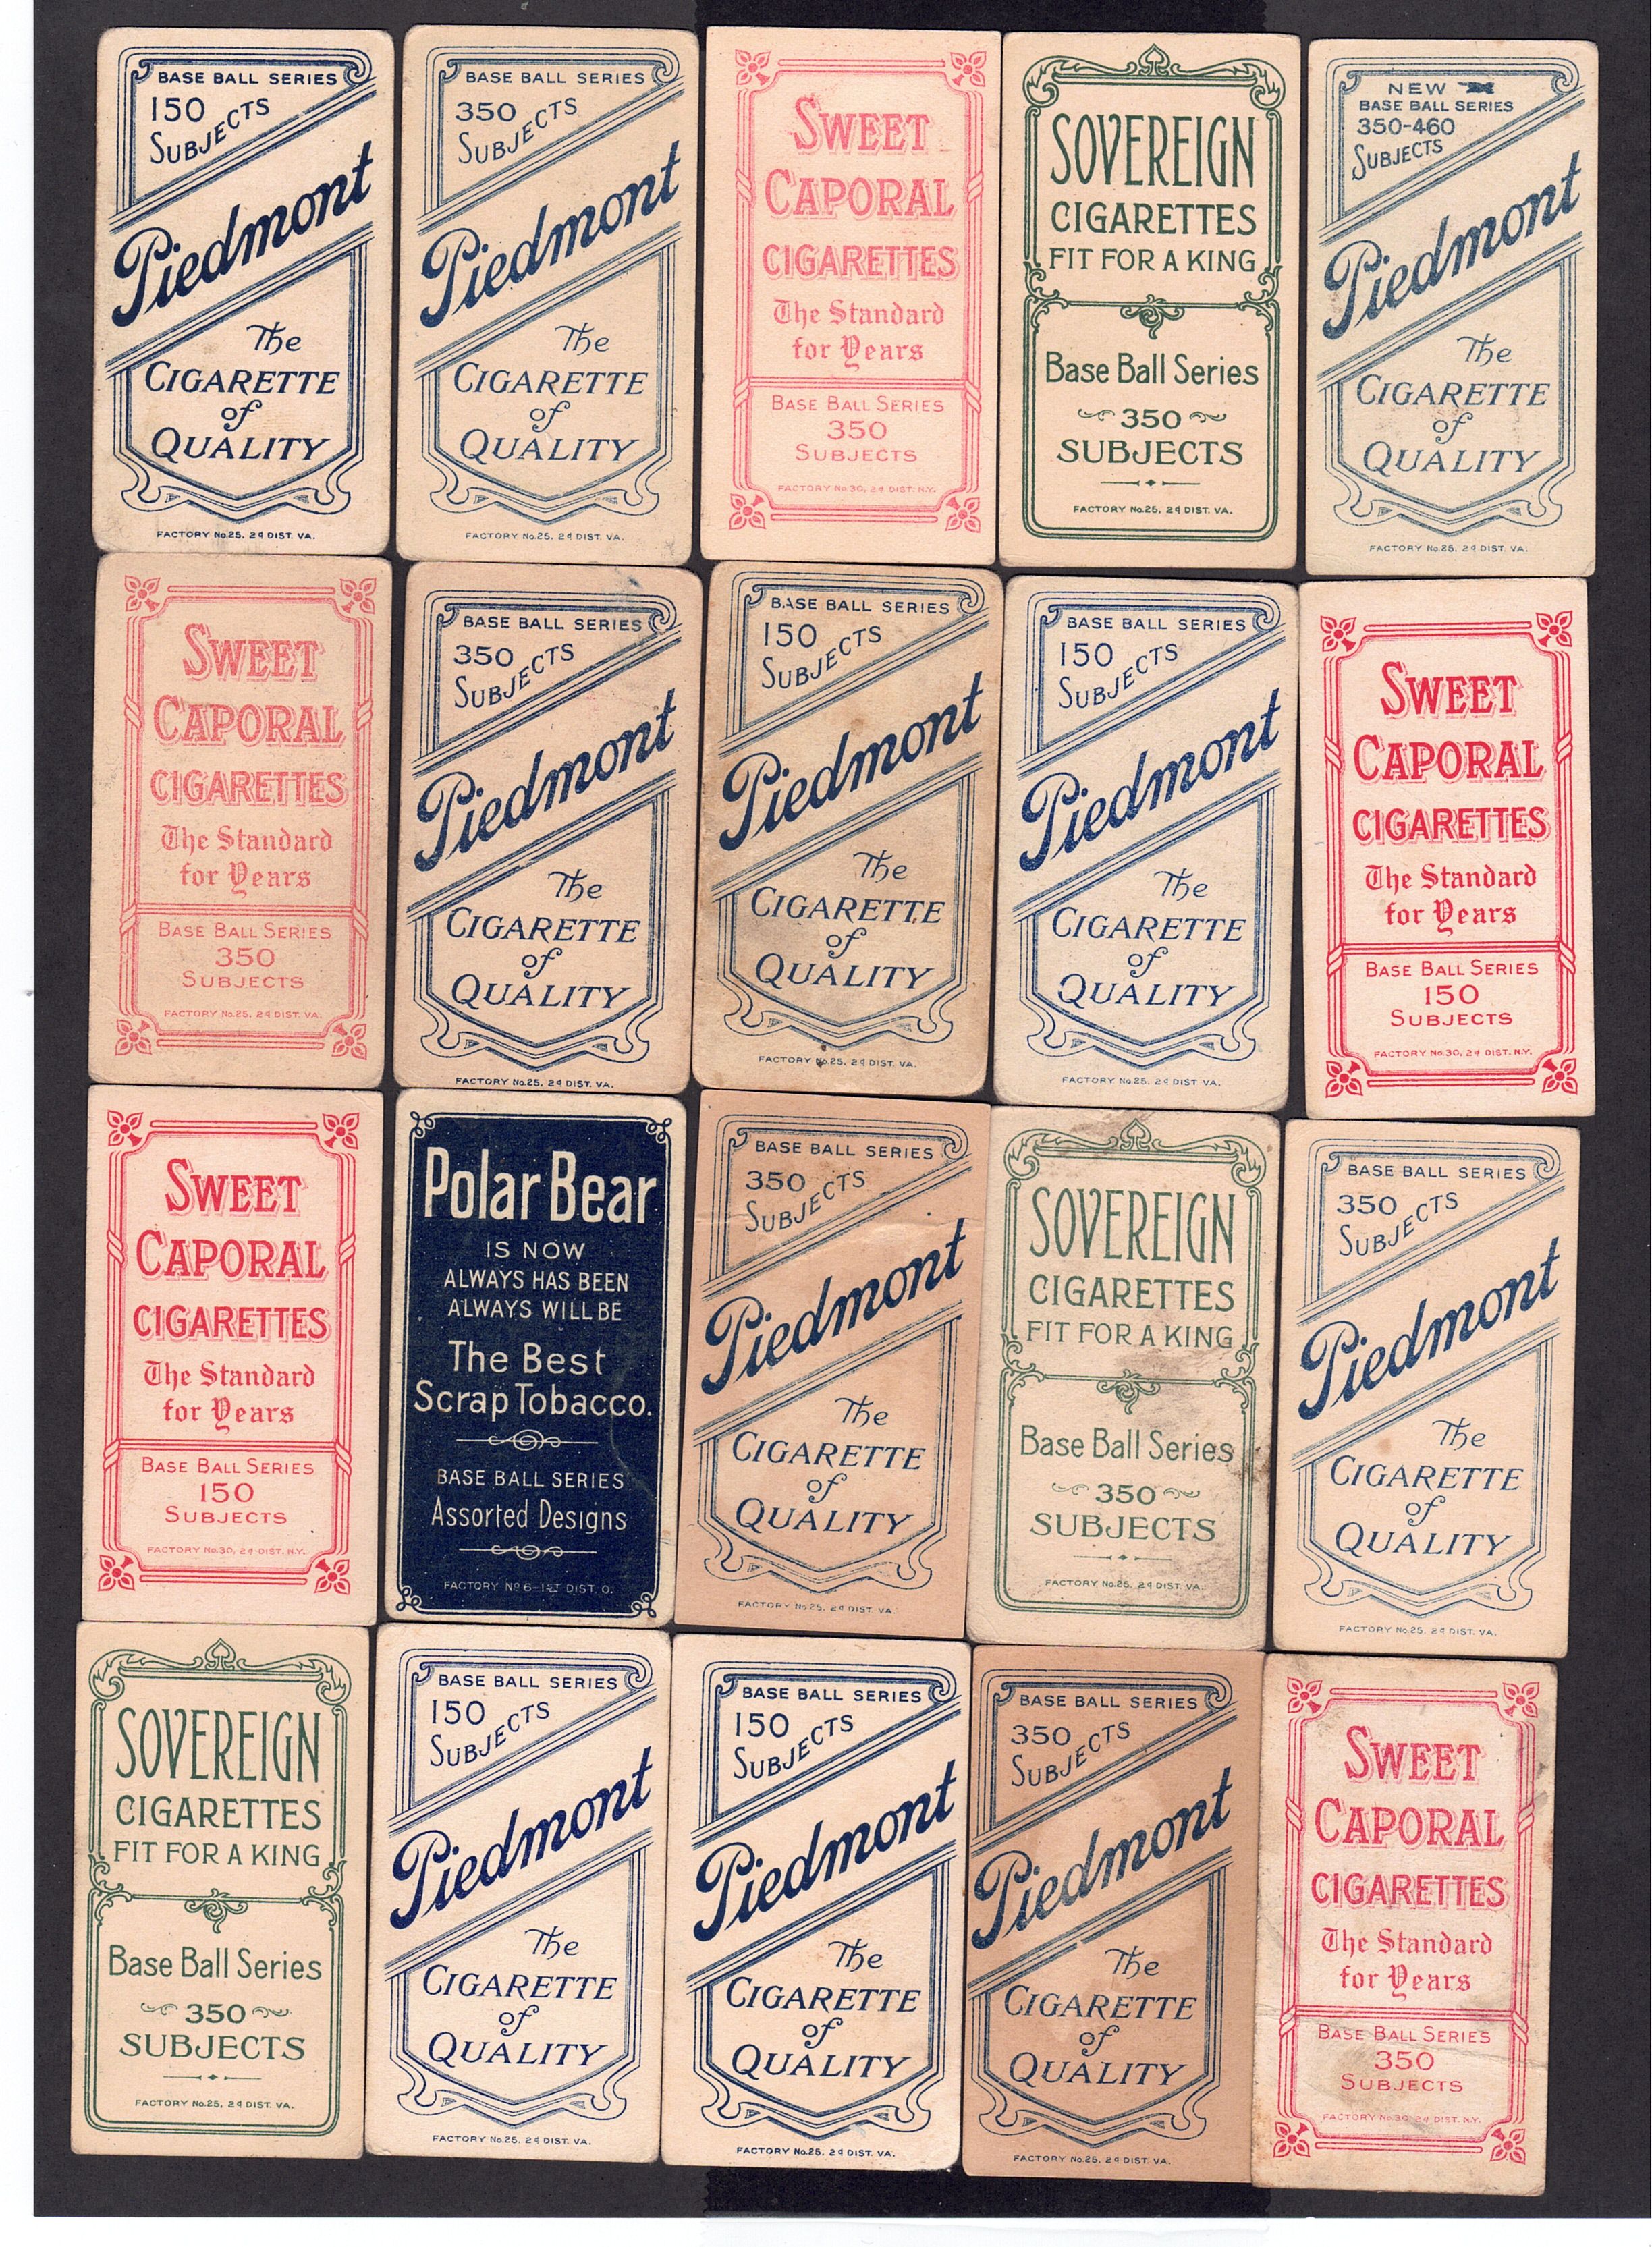 BASE BALL SERIES
150
SUBJECTS
Piedmont
The
CIGARETTE
of
QUALITY
FACTORY No.25. 2d DIST. VA.
BASE BALL SERIES
350
SUBJECTS
Piedmont
The
CIGARETTE
of
QUALITY
FACTORY No.25. 2d DIST. VA.
SWEET
CAPORAL
CIGARETTES
The Standard
for Years
BASE BALL SERIES
350
SUBJECTS
FACTORY No.30, 2d DIST. N.Y.
SOVEREIGN
CIGARETTES
FIT FOR A KING
Base Ball Series
350
SUBJECTS
FACTORY No.25. 2d DIST. VA.
NEW
BASE BALL SERIES
350-460
SUBJECTS
Piedmont
The
CIGARETTE
of
QUALITY
FACTORY No.25. 2d DIST. VA.
SWEET
CAPORAL
CIGARETTES
The Standard
for Years
BASE BALL SERIES
350
SUBJECTS
FACTORY No.25, 2d DIST. VA.
BASE BALL SERIES
350
SUBJECTS
Piedmont
The
CIGARETTE
of
QUALITY
FACTORY No.25. 2d DIST. VA.
BASE BALL SERIES
150
SUBJECTS
Piedmont
The
CIGARETTE
of
QUALITY
FACTORY No.25. 2d DIST. VA.
BASE BALL SERIES
150
SUBJECTS
Piedmont
The
CIGARETTE
of
QUALITY
FACTORY No.25. 2d DIST. VA.
SWEET
CAPORAL
CIGARETTES
The Standard
for Years
BASE BALL SERIES
150
SUBJECTS
FACTORY No.30, 2d DIST. N.Y.
SWEET
CAPORAL
CIGARETTES
The Standard
for Years
BASE BALL SERIES
150
SUBJECTS
FACTORY No.30, 2d DIST. N.Y.
Polar Bear
IS NOW
ALWAYS HAS BEEN
ALWAYS WILL BE
The Best
Scrap Tobacco.
BASE BALL SERIES
Assorted Designs
FACTORY No 6-1ST DIST. O.
BASE BALL SERIES
350
SUBJECTS
Piedmont
The
CIGARETTE
of
QUALITY
FACTORY No25. 2d DIST. VA.
SOVEREIGN
CIGARETTES
FIT FOR A KING
Base Ball Series
350
SUBJECTS
FACTORY No.25. 2d DIST. VA.
BASE BALL SERIES
350
SUBJECTS
Piedmont
The
CIGARETTE
of
QUALITY
FACTORY No.25. 2d DIST. VA.
SOVEREIGN
CIGARETTES
FIT FOR A KING
Base Ball Series
350
SUBJECTS
FACTORY No.25. 2d DIST. VA.
BASE BALL SERIES
150
SUBJECTS
Piedmont
The
CIGARETTE
of
QUALITY
FACTORY No.25. 2d DIST. VA.
BASE BALL SERIES
150
SUBJECTS
Piedmont
The
CIGARETTE
of
QUALITY
FACTORY No.25. 2d DIST. VA.
BASE BALL SERIES
350
SUBJECTS
Piedmont
The
CIGARETTE
of
QUALITY
FACTORY No.25. 2d DIST. VA.
SWEET
CAPORAL
CIGARETTES
The Standard
for Years
BASE BALL SERIES
350
SUBJECTS
FACTORY No.30, 2d DIST. N.Y.